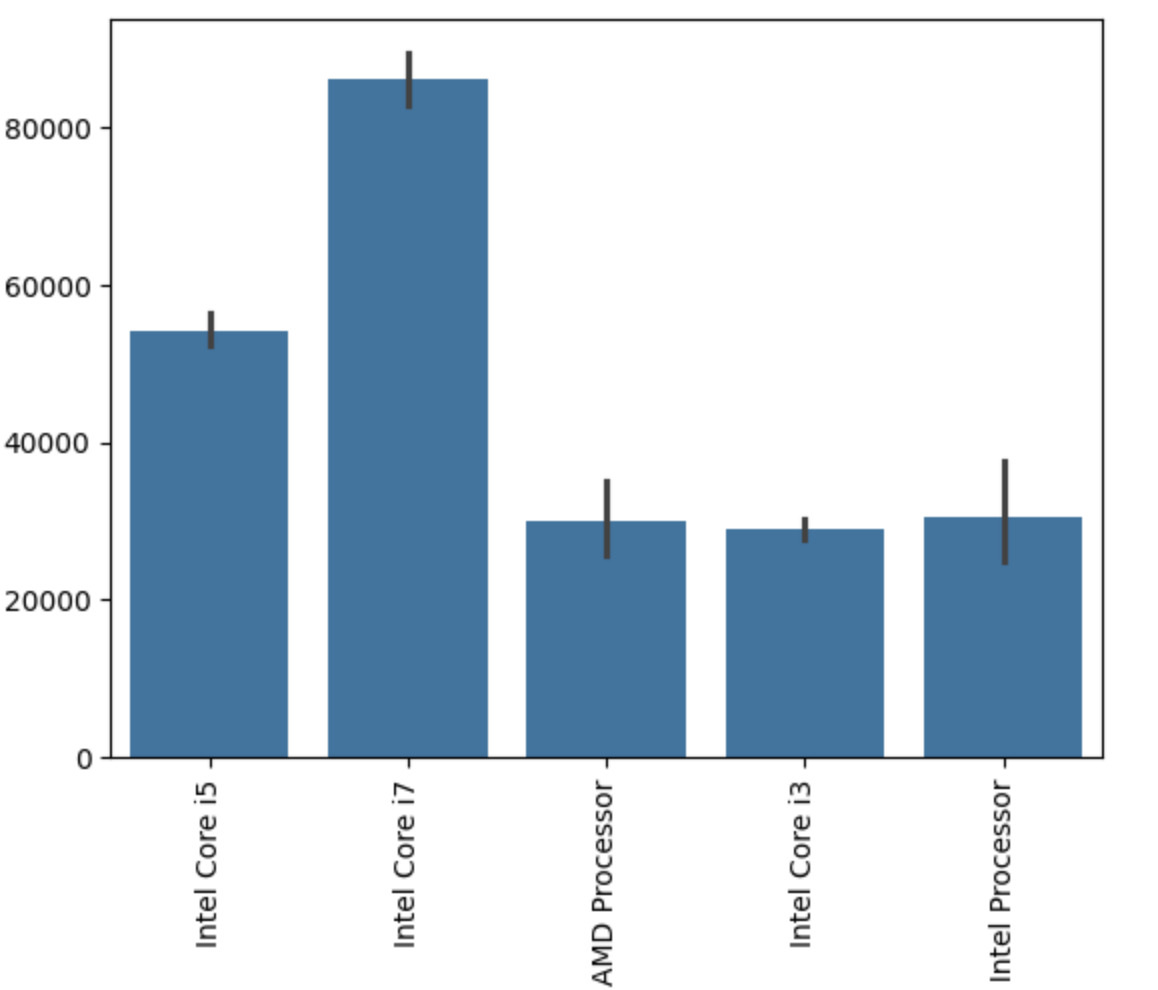 80000
60000
40000
20000
0
Intel Core i5
Intel Core i7
AMD Processor
Intel Core i3
Intel Processor